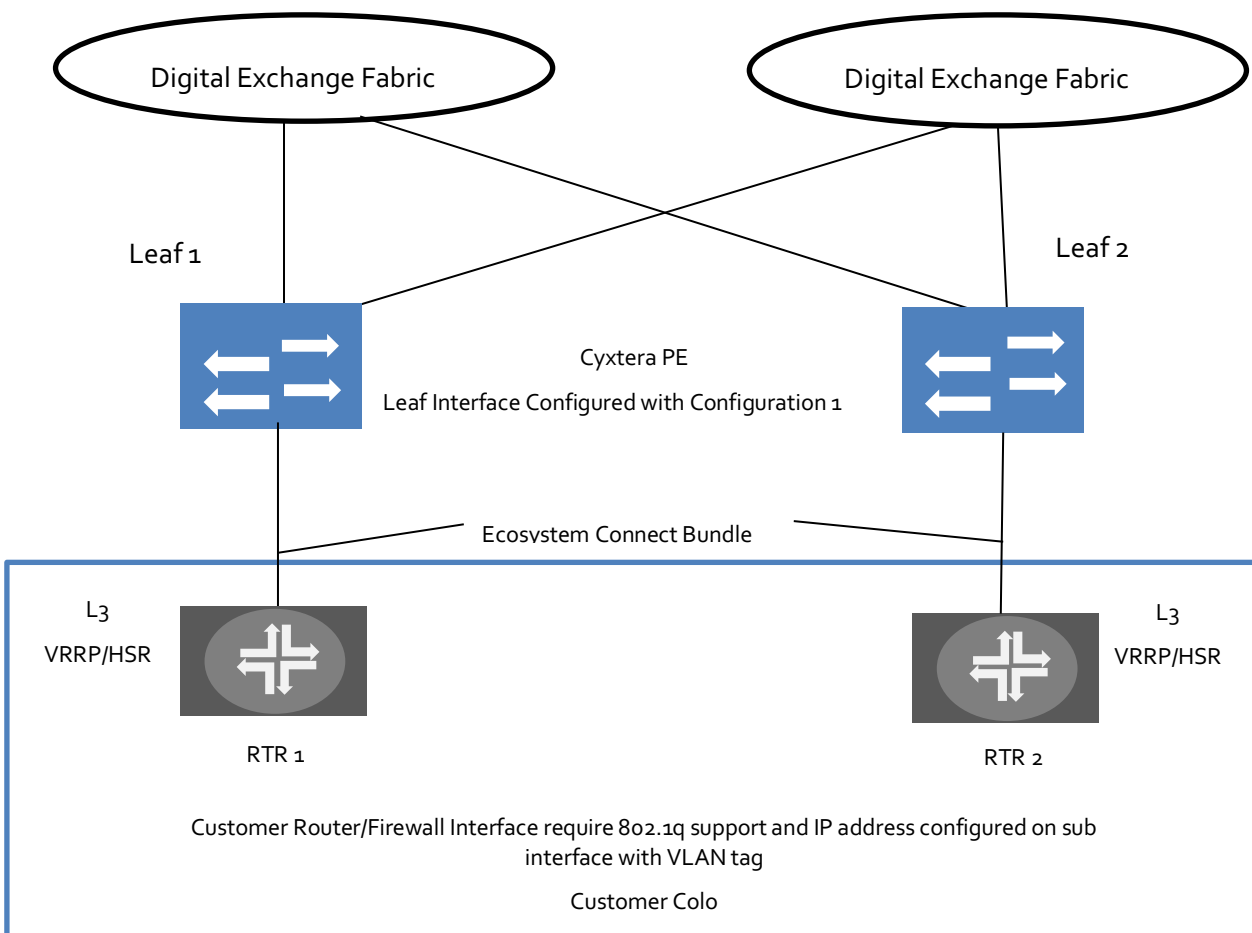 Digital Exchange Fabric
Digital Exchange Fabric
Leaf 1
Leaf 2
Cyxtera PE
Leaf Interface Configured with Configuration 1
Ecosystem Connect Bundle
L3
VRRP/HSR
L3
VRRP/HSR
RTR 1
RTR 2
Customer Router/Firewall Interface require 802.1q support and IP address configured on sub
interface with VLAN tag
Customer Colo